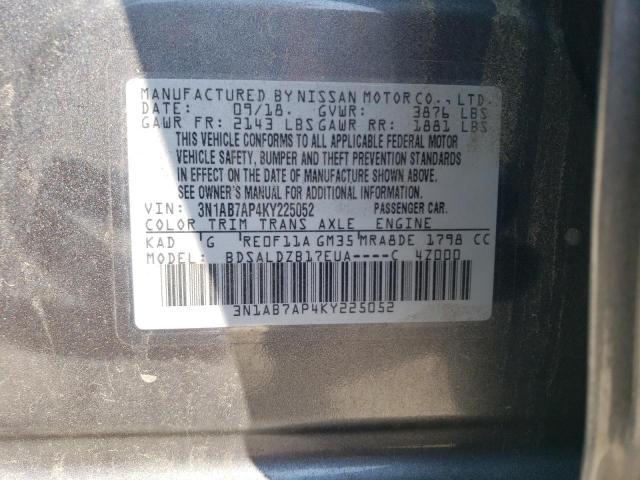 MANUFACTURED BY NISSAN MOTOR CO., LTD.
DATE: 09/18. GVWR: 3876 LBS
GAWR FR: 2143 LBS GAWR RR: 1881 LBS
THIS VEHICLE CONFORMS TO ALL APPLICABLE FEDERAL MOTOR
VEHICLE SAFETY, BUMPER AND THEFT PREVENTION STANDARDS
IN EFFECT ON THE DATE OF MANUFACTURE SHOWN ABOVE.
SEE OWNER'S MANUAL FOR ADDITIONAL INFORMATION.
VIN: 3N1AB7AP4KY225052 PASSENGER CAR.
COLOR TRIM TRANS AXLE ENGINE
KAD G RE0F11A GM35 MRA8DE 1798 CC
MODEL: BDSALDZB17EUA----C 4Z000
3N1AB7AP4KY225052